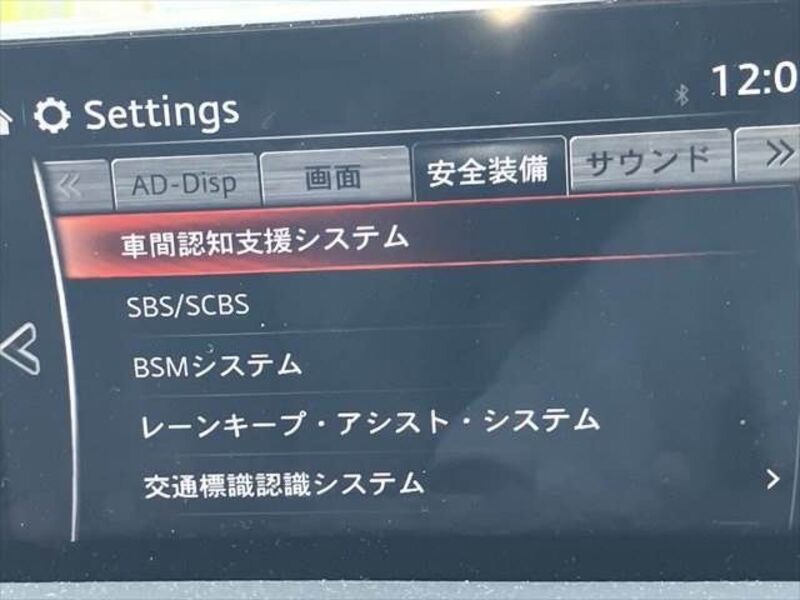 Settings
12:0
AD-Disp 画面 安全装備 サウンド
車間認知支援システム
SBS/SCBS
BSMシステム
レーンキープ・アシスト・システム
交通標識認識システム